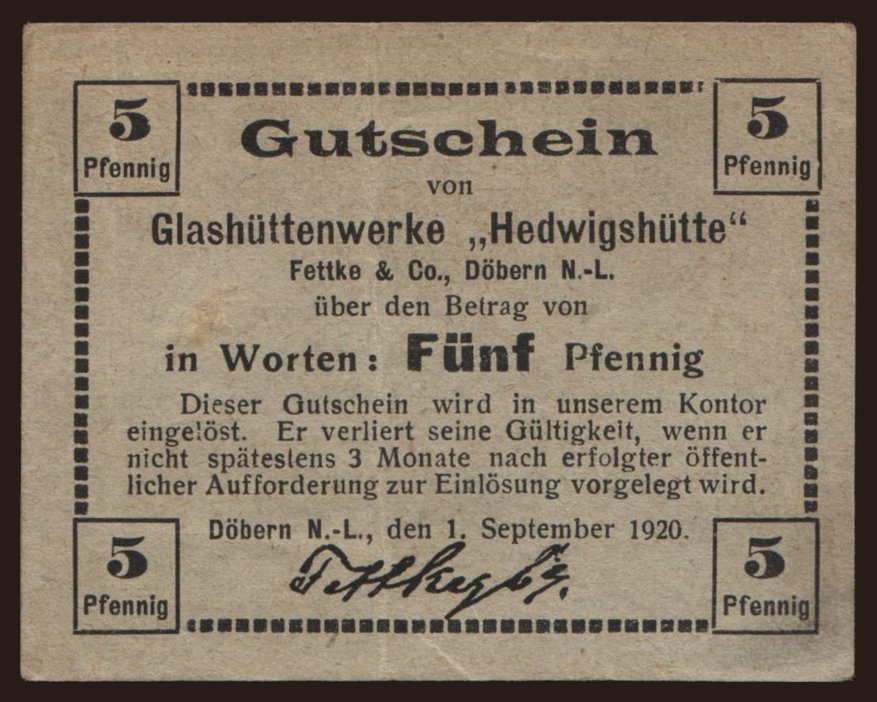 5 Pfennig
5 Pfennig
Gutschein
von
Glashüttenwerke „Hedwigshütte“
Fettke & Co., Döbern N.-L.
über den Betrag von
in Worten: Fünf Pfennig
Dieser Gutschein wird in unserem Kontor
eingelöst. Er verliert seine Gültigkeit, wenn er
nicht spätestens 3 Monate nach erfolgter öffent-
licher Aufforderung zur Einlösung vorgelegt wird.
Döbern N.-L., den 1. September 1920.
5 Pfennig
5 Pfennig